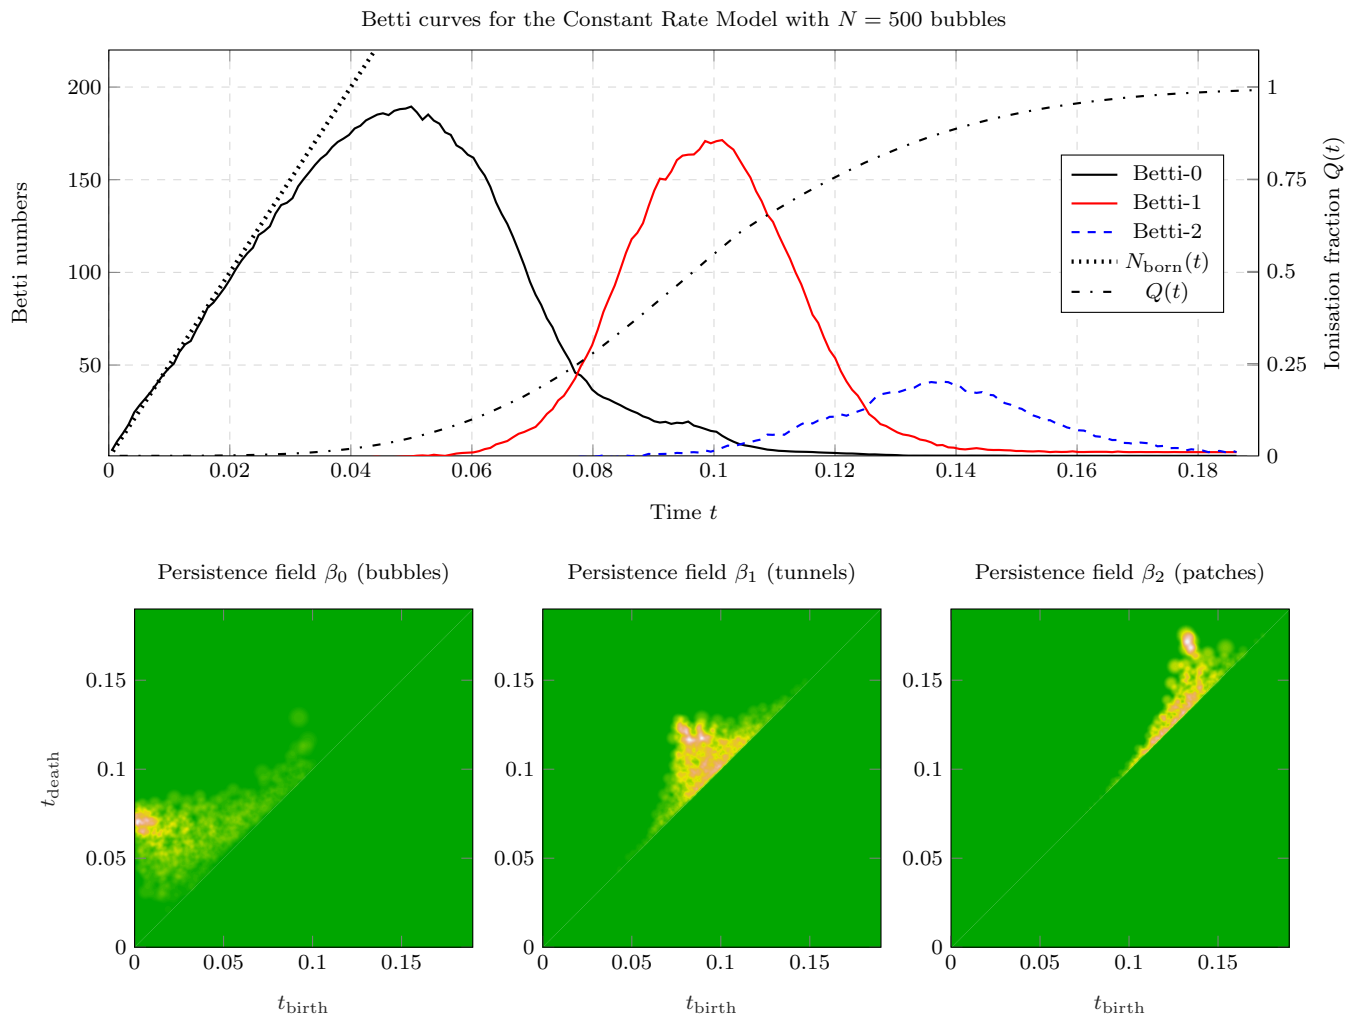 Betti curves for the Constant Rate Model with N = 500 bubbles
200
150
100
50
Betti numbers
1
0.75
0.5
0.25
0
Ionisation fraction Q(t)
Betti-0
Betti-1
Betti-2
N_born(t)
Q(t)
0 0.02 0.04 0.06 0.08 0.1 0.12 0.14 0.16 0.18
Time t
Persistence field β₀ (bubbles)
0.15
0.1
0.05
0
t_death
0 0.05 0.1 0.15
t_birth
Persistence field β₁ (tunnels)
0.15
0.1
0.05
0
0 0.05 0.1 0.15
t_birth
Persistence field β₂ (patches)
0.15
0.1
0.05
0
0 0.05 0.1 0.15
t_birth